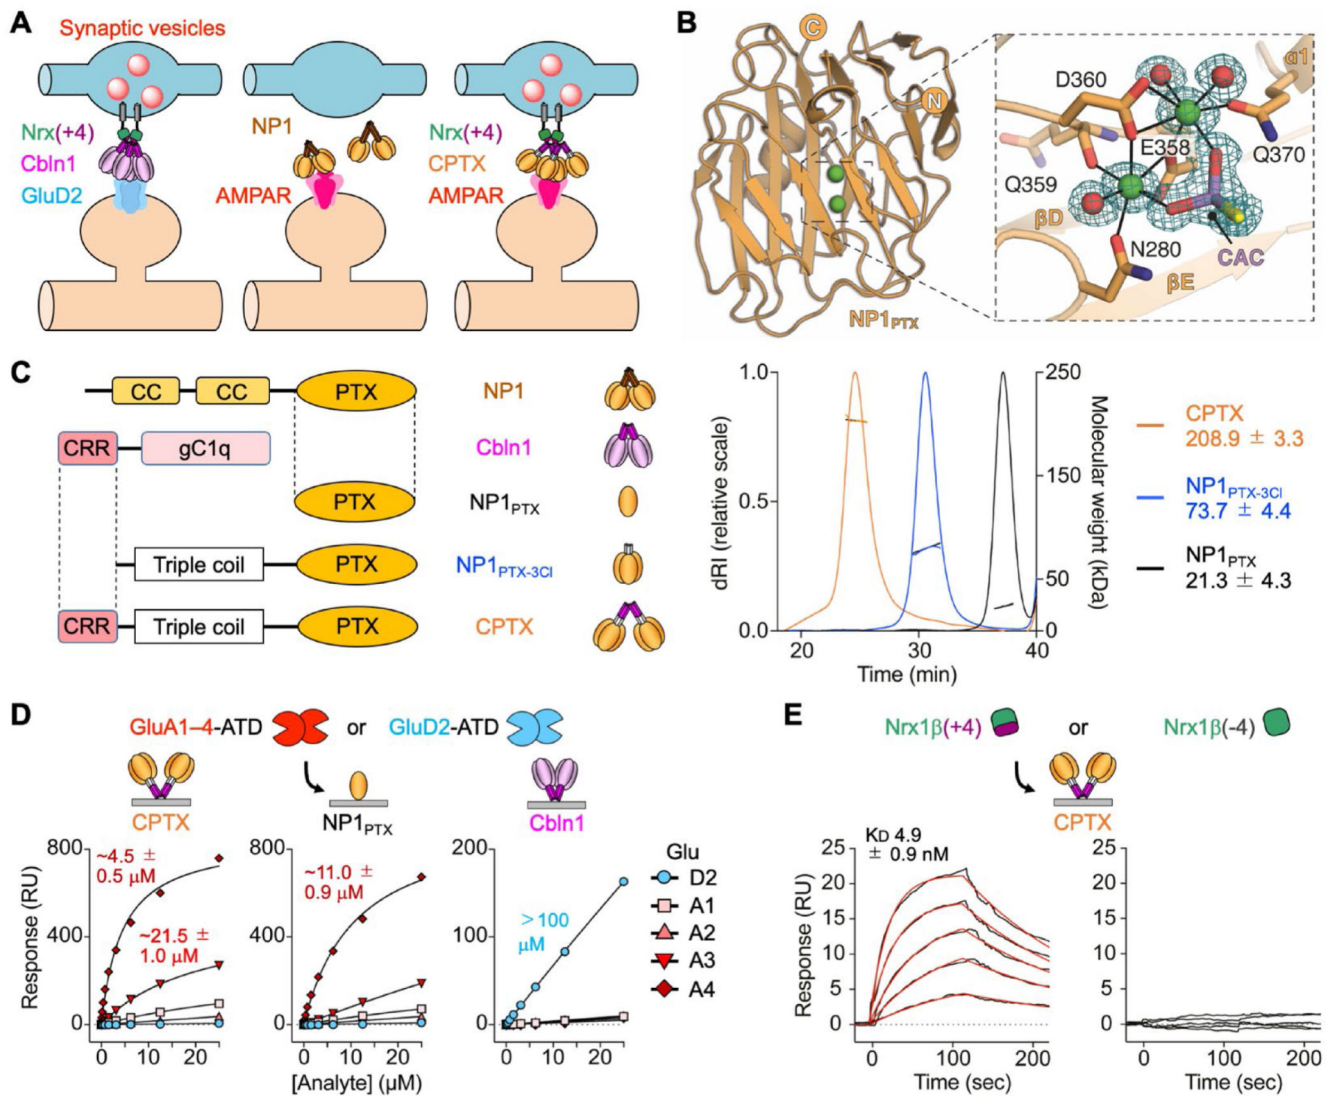 A
Synaptic vesicles
Nrx(+4)
Cbln1
GluD2
NP1
AMPAR
Nrx(+4)
CPTX
AMPAR
B
C
N
NP1PTX
D360
α1
E358
Q370
Q359
βD
N280
CAC
βE
C
CC CC PTX NP1
CRR gC1q Cbln1
PTX NP1PTX
Triple coil PTX NP1PTX-3Cl
CRR Triple coil PTX CPTX
dRI (relative scale)
1.0
0.5
0.0
20 30 40
Time (min)
250
150
50
0
Molecular weight (kDa)
CPTX
208.9 ± 3.3
NP1PTX-3Cl
73.7 ± 4.4
NP1PTX
21.3 ± 4.3
D
GluA1–4-ATD or GluD2-ATD
CPTX NP1PTX Cbln1
Response (RU)
800
400
0
~4.5 ±
0.5 μM
~21.5 ±
1.0 μM
0 10 20
800
400
0
~11.0 ±
0.9 μM
0 10 20
200
100
0
>100
μM
0 10 20
[Analyte] (μM)
Glu
D2
A1
A2
A3
A4
E
Nrx1β(+4) or Nrx1β(-4)
CPTX
KD 4.9
± 0.9 nM
Response (RU)
25
20
15
10
5
0
0 100 200
Time (sec)
25
20
15
10
5
0
0 100 200
Time (sec)